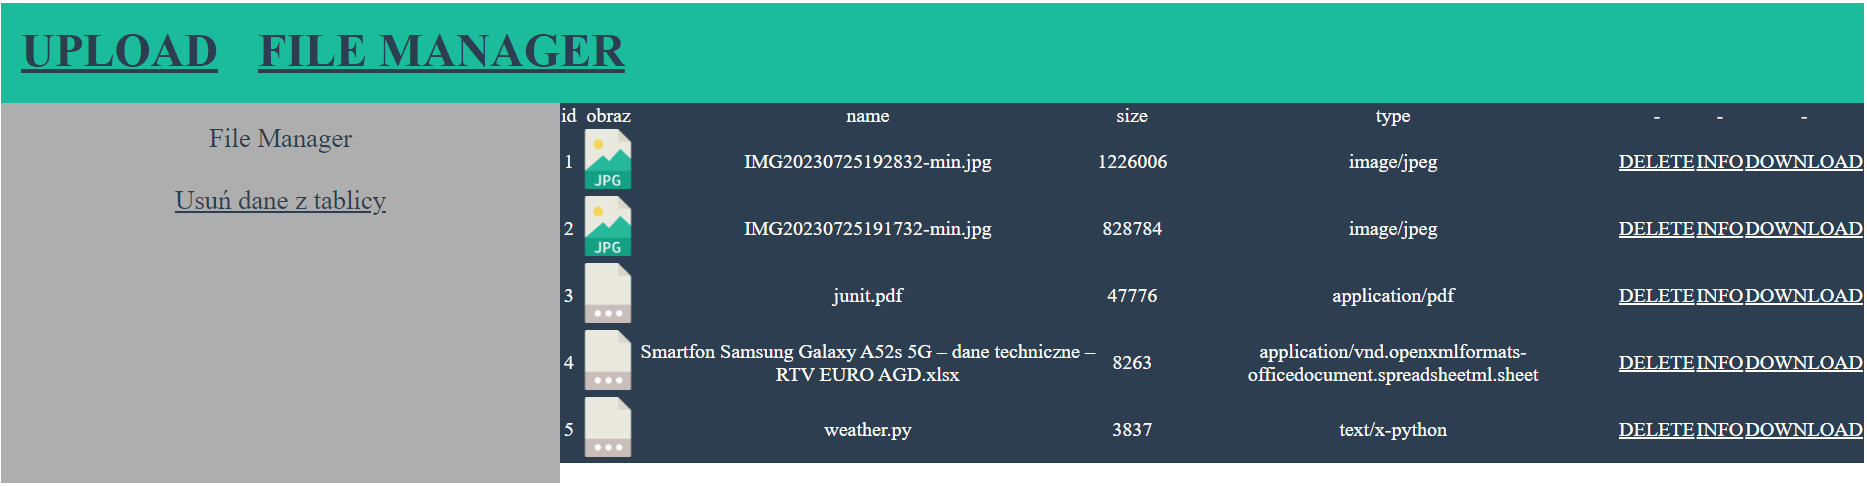 UPLOAD FILE MANAGER
File Manager
Usuń dane z tablicy
id obraz name size type - - -
1 JPG IMG20230725192832-min.jpg 1226006 image/jpeg DELETE INFO DOWNLOAD
2 JPG IMG20230725191732-min.jpg 828784 image/jpeg DELETE INFO DOWNLOAD
3 junit.pdf 47776 application/pdf DELETE INFO DOWNLOAD
4 Smartfon Samsung Galaxy A52s 5G – dane techniczne –
RTV EURO AGD.xlsx 8263 application/vnd.openxmlformats-
officedocument.spreadsheetml.sheet DELETE INFO DOWNLOAD
5 weather.py 3837 text/x-python DELETE INFO DOWNLOAD